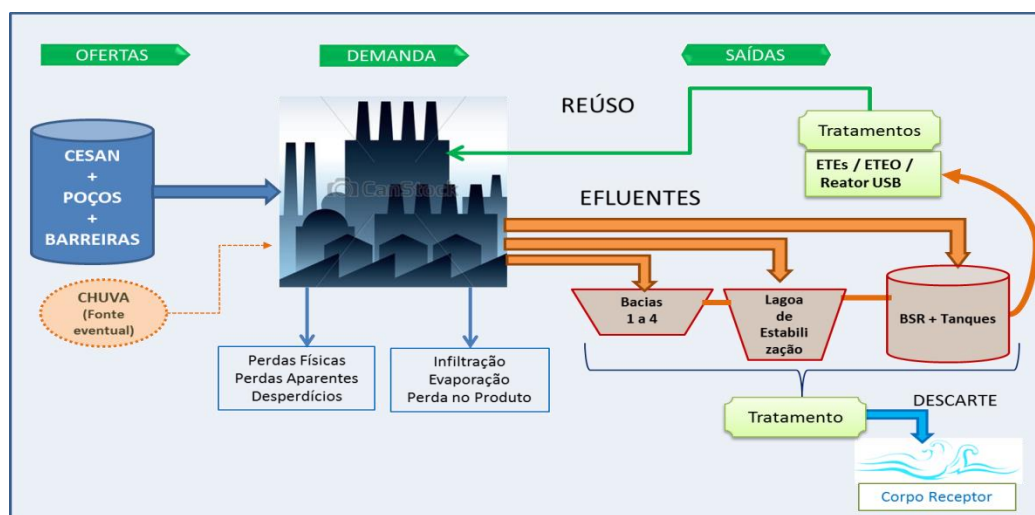 OFERTAS
DEMANDA
SAÍDAS
REÚSO
Tratamentos
ETEs / ETEO /
Reator USB
CESAN
+
POÇOS
+
BARREIRAS
CanStock
EFLUENTES
CHUVA
(Fonte
eventual)
Bacias
1 a 4
Lagoa
de
Estabili
zação
BSR + Tanques
Perdas Físicas
Perdas Aparentes
Desperdícios
Infiltração
Evaporação
Perda no Produto
Tratamento
DESCARTE
Corpo Receptor